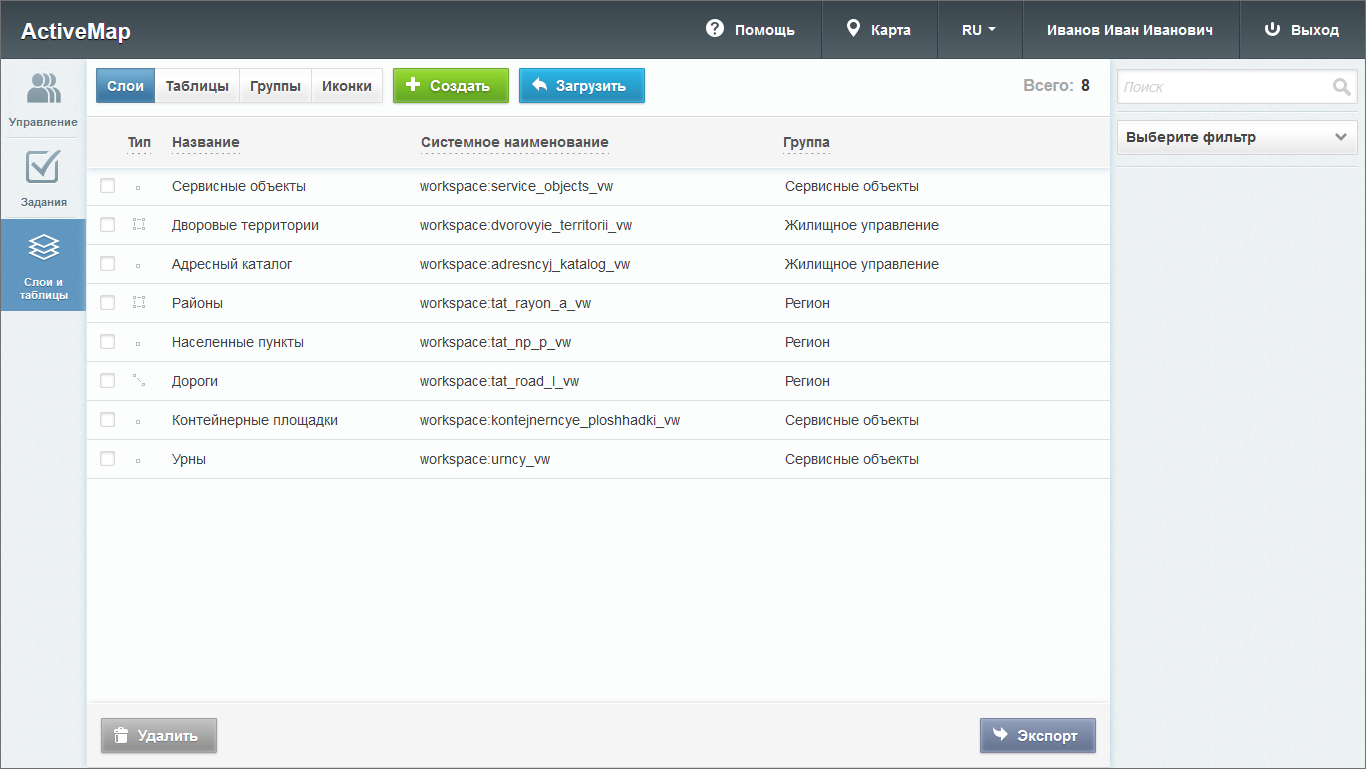 ActiveMap Помощь Карта RU Иванов Иван Иванович Выход
Управление
Задания
Слои и
таблицы
Слои Таблицы Группы Иконки Создать Загрузить Всего: 8
Тип Название Системное наименование Группа
Сервисные объекты workspace:service_objects_vw Сервисные объекты
Дворовые территории workspace:dvorovyie_territorii_vw Жилищное управление
Адресный каталог workspace:adresncyj_katalog_vw Жилищное управление
Районы workspace:tat_rayon_a_vw Регион
Населенные пункты workspace:tat_np_p_vw Регион
Дороги workspace:tat_road_l_vw Регион
Контейнерные площадки workspace:kontejnerncye_ploshhadki_vw Сервисные объекты
Урны workspace:urncy_vw Сервисные объекты
Удалить Экспорт
Поиск
Выберите фильтр